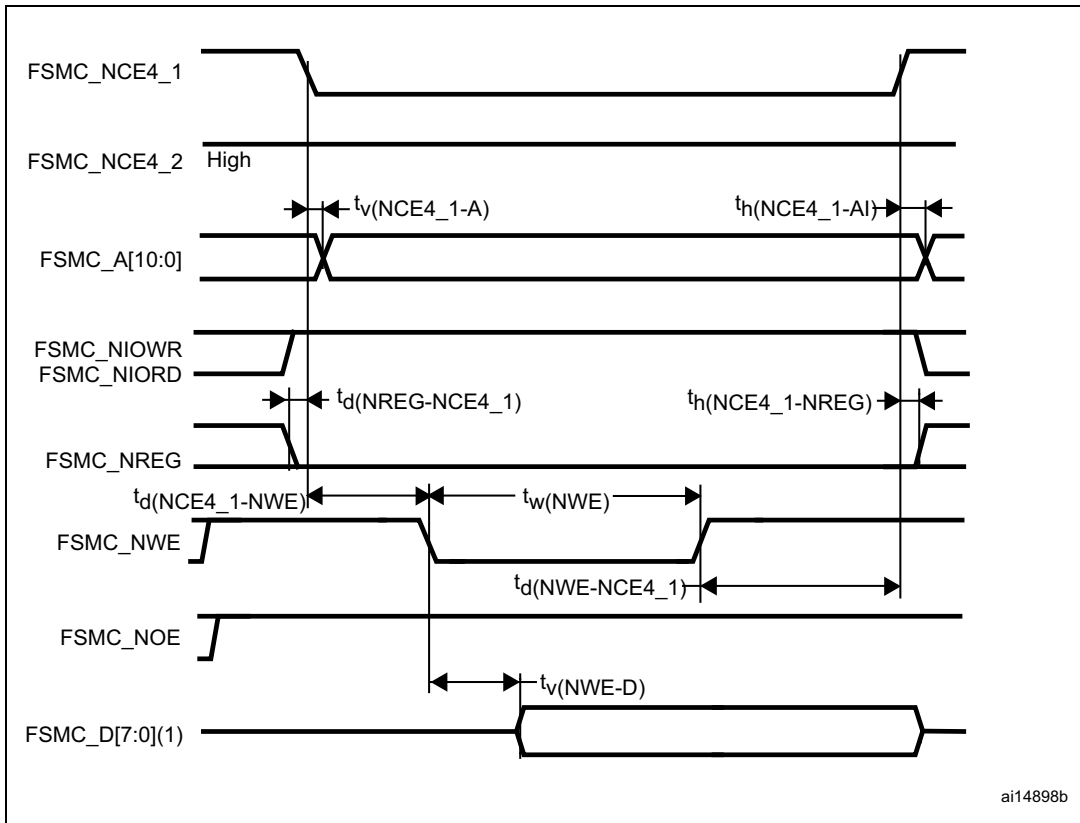 FSMC_NCE4_1
FSMC_NCE4_2 High
tv(NCE4_1-A) th(NCE4_1-AI)
FSMC_A[10:0]
FSMC_NIOWR
FSMC_NIORD
td(NREG-NCE4_1) th(NCE4_1-NREG)
FSMC_NREG
td(NCE4_1-NWE) tw(NWE)
FSMC_NWE
td(NWE-NCE4_1)
FSMC_NOE
tv(NWE-D)
FSMC_D[7:0](1)
ai14898b